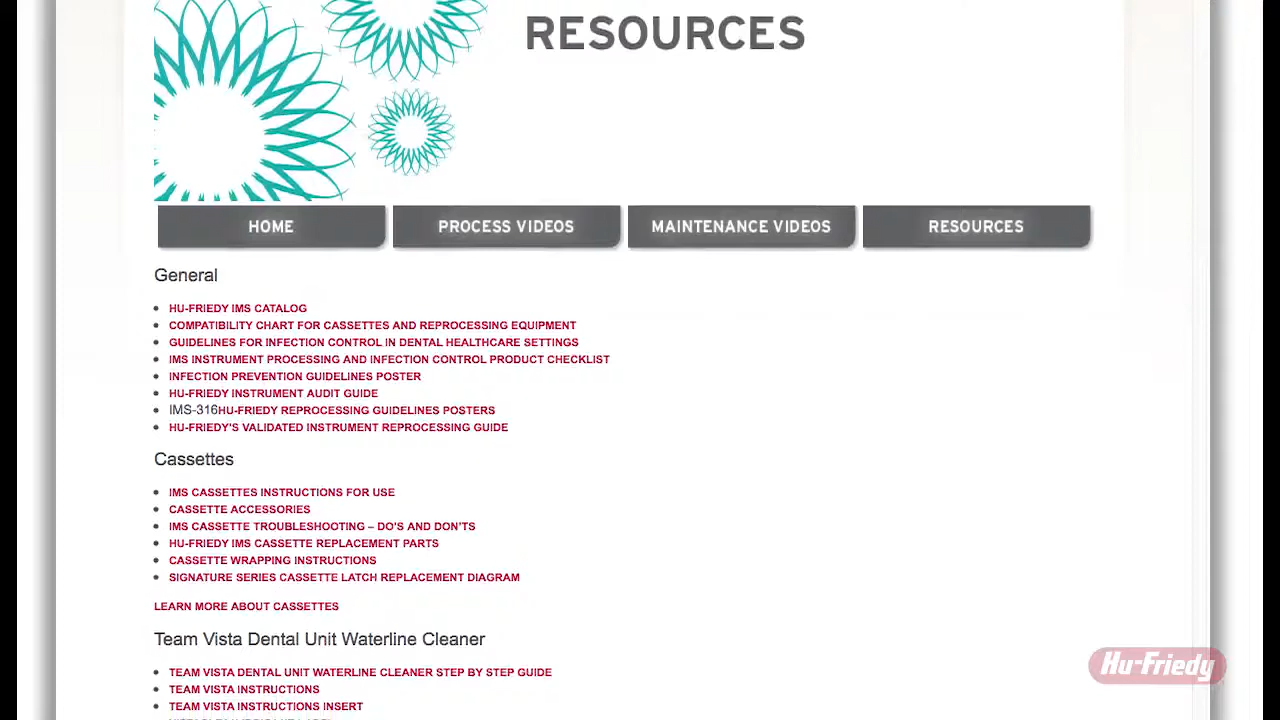 RESOURCES
HOME
PROCESS VIDEOS
MAINTENANCE VIDEOS
RESOURCES
General
HU-FRIEDY IMS CATALOG
COMPATIBILITY CHART FOR CASSETTES AND REPROCESSING EQUIPMENT
GUIDELINES FOR INFECTION CONTROL IN DENTAL HEALTHCARE SETTINGS
IMS INSTRUMENT PROCESSING AND INFECTION CONTROL PRODUCT CHECKLIST
INFECTION PREVENTION GUIDELINES POSTER
HU-FRIEDY INSTRUMENT AUDIT GUIDE
IMS-316HU-FRIEDY REPROCESSING GUIDELINES POSTERS
HU-FRIEDY'S VALIDATED INSTRUMENT REPROCESSING GUIDE
Cassettes
IMS CASSETTES INSTRUCTIONS FOR USE
CASSETTE ACCESSORIES
IMS CASSETTE TROUBLESHOOTING – DO'S AND DON'TS
HU-FRIEDY IMS CASSETTE REPLACEMENT PARTS
CASSETTE WRAPPING INSTRUCTIONS
SIGNATURE SERIES CASSETTE LATCH REPLACEMENT DIAGRAM
LEARN MORE ABOUT CASSETTES
Team Vista Dental Unit Waterline Cleaner
TEAM VISTA DENTAL UNIT WATERLINE CLEANER STEP BY STEP GUIDE
TEAM VISTA INSTRUCTIONS
TEAM VISTA INSTRUCTIONS INSERT
Hu-Friedy